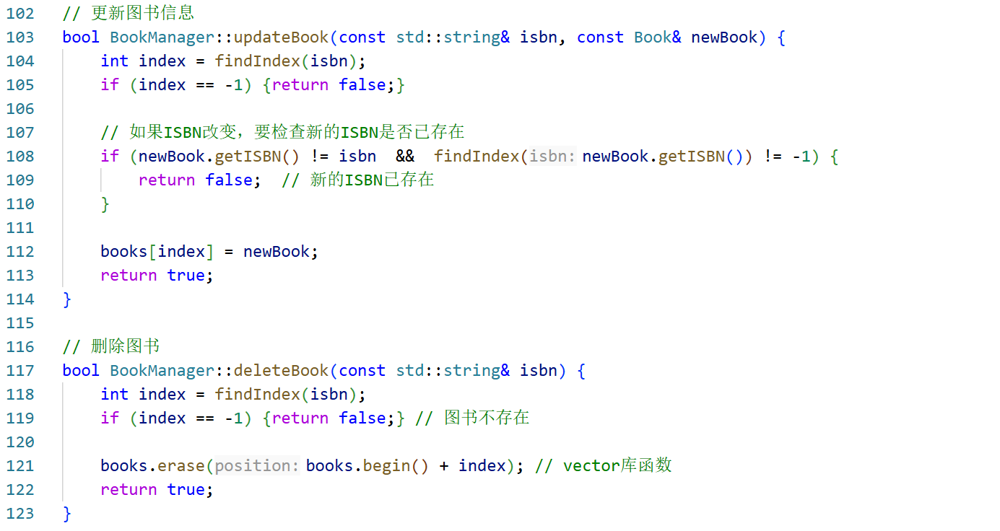 102 // 更新图书信息
103 bool BookManager::updateBook(const std::string& isbn, const Book& newBook) {
104     int index = findIndex(isbn);
105     if (index == -1) {return false;}
106
107     // 如果ISBN改变，要检查新的ISBN是否已存在
108     if (newBook.getISBN() != isbn  &&  findIndex(isbn: newBook.getISBN()) != -1) {
109         return false;  // 新的ISBN已存在
110     }
111
112     books[index] = newBook;
113     return true;
114 }
115
116 // 删除图书
117 bool BookManager::deleteBook(const std::string& isbn) {
118     int index = findIndex(isbn);
119     if (index == -1) {return false;} // 图书不存在
120
121     books.erase(position: books.begin() + index); // vector库函数
122     return true;
123 }